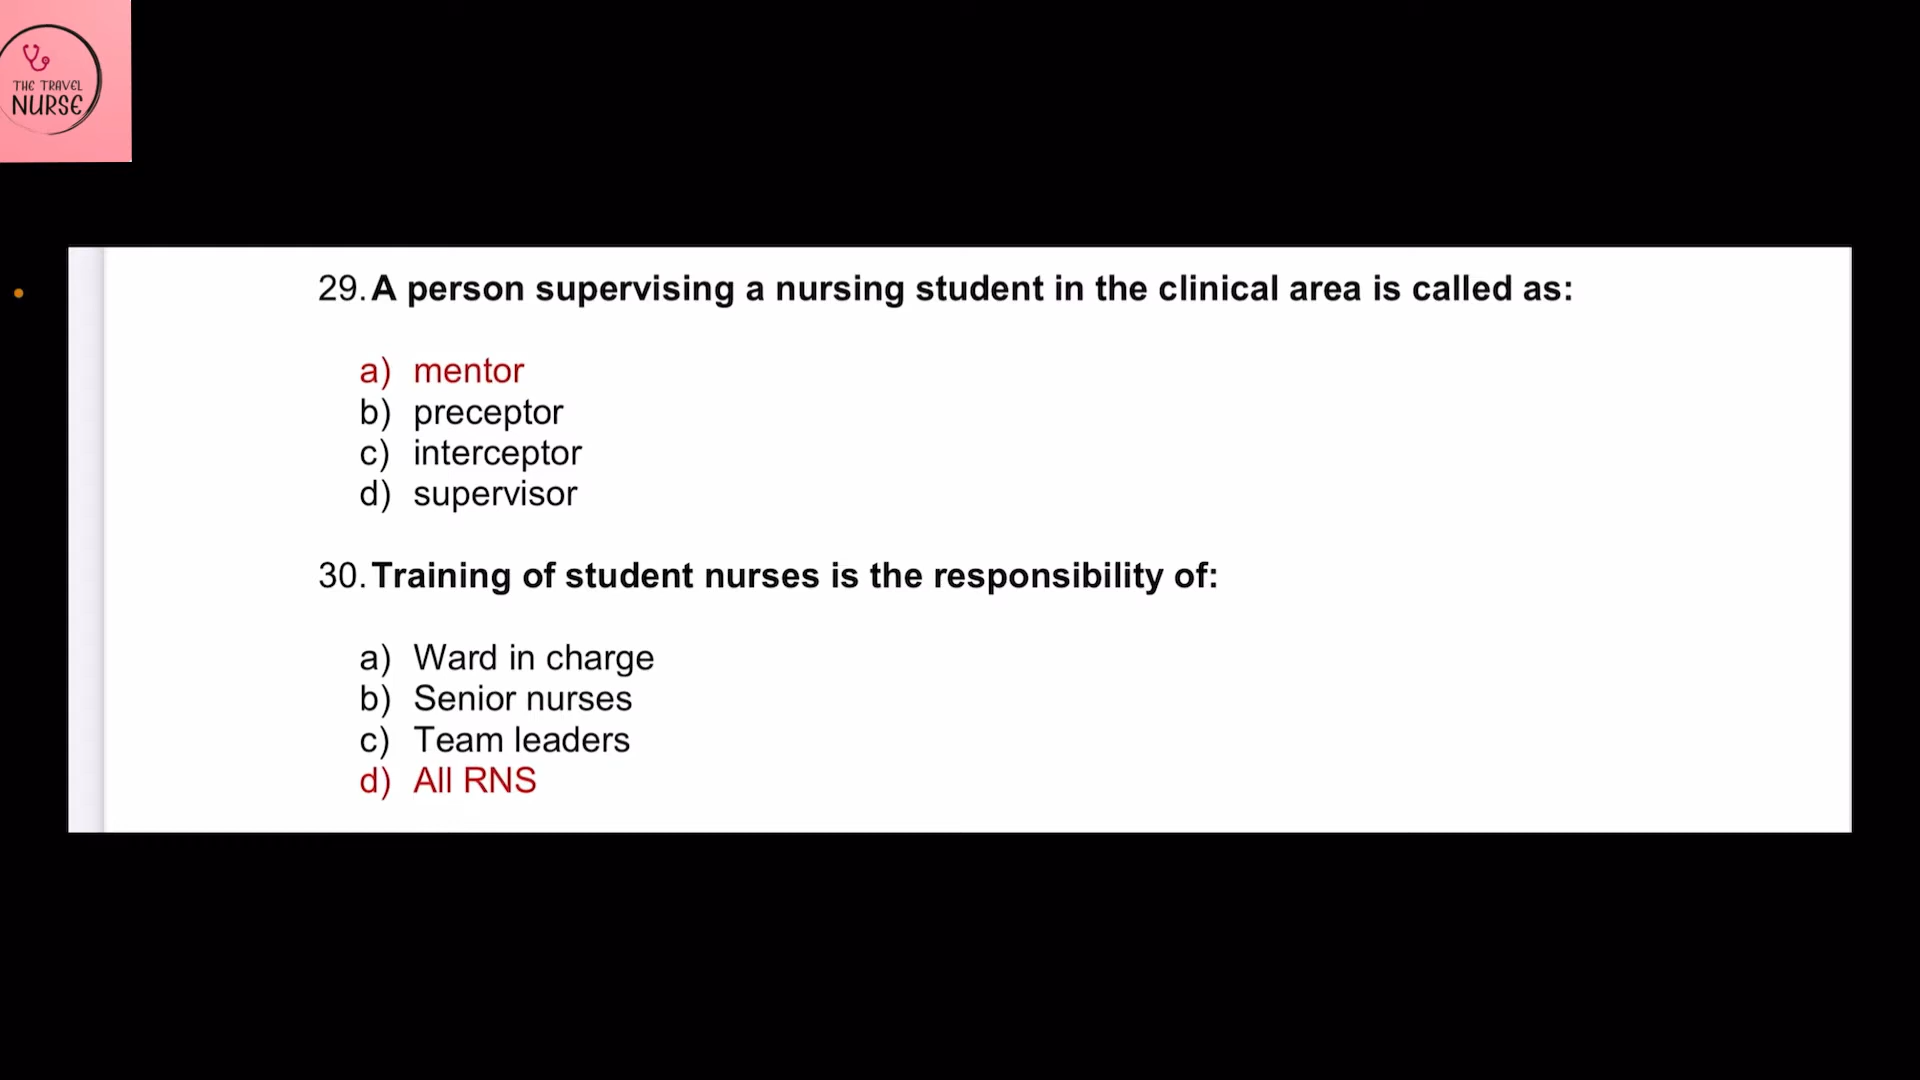 THE TRAVEL
NURSE
29. A person supervising a nursing student in the clinical area is called as:
a) mentor
b) preceptor
c) interceptor
d) supervisor
30. Training of student nurses is the responsibility of:
a) Ward in charge
b) Senior nurses
c) Team leaders
d) All RNS